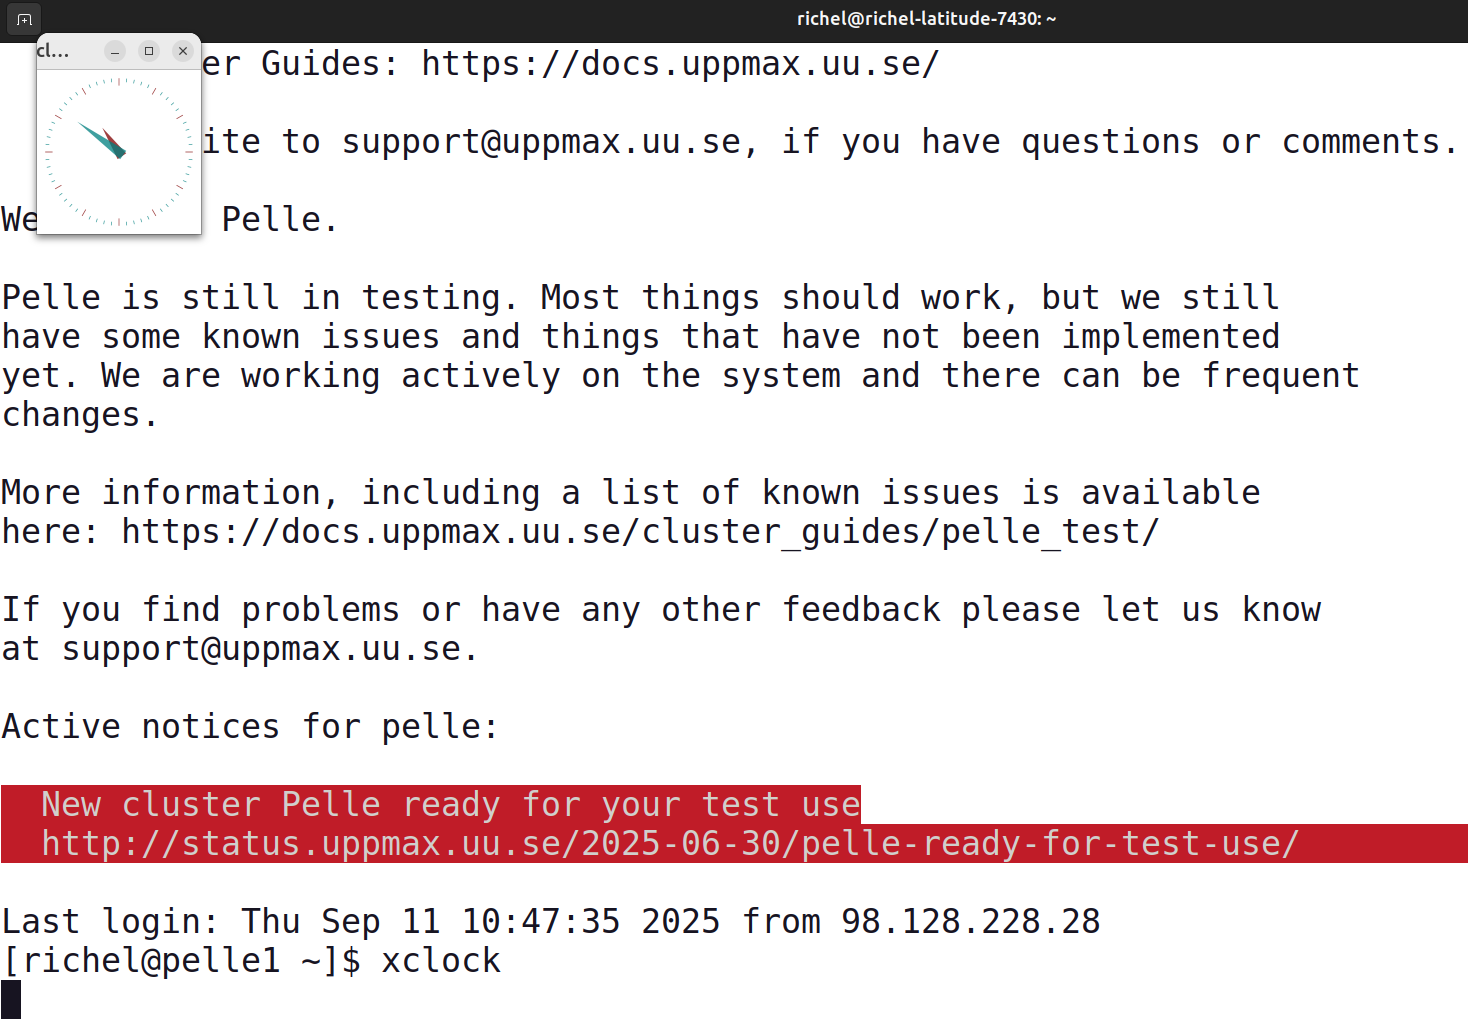 richel@richel-latitude-7430: ~
cl...
er Guides: https://docs.uppmax.uu.se/
ite to support@uppmax.uu.se, if you have questions or comments.
We Pelle.
Pelle is still in testing. Most things should work, but we still
have some known issues and things that have not been implemented
yet. We are working actively on the system and there can be frequent
changes.
More information, including a list of known issues is available
here: https://docs.uppmax.uu.se/cluster_guides/pelle_test/
If you find problems or have any other feedback please let us know
at support@uppmax.uu.se.
Active notices for pelle:
New cluster Pelle ready for your test use
http://status.uppmax.uu.se/2025-06-30/pelle-ready-for-test-use/
Last login: Thu Sep 11 10:47:35 2025 from 98.128.228.28
[richel@pelle1 ~]$ xclock